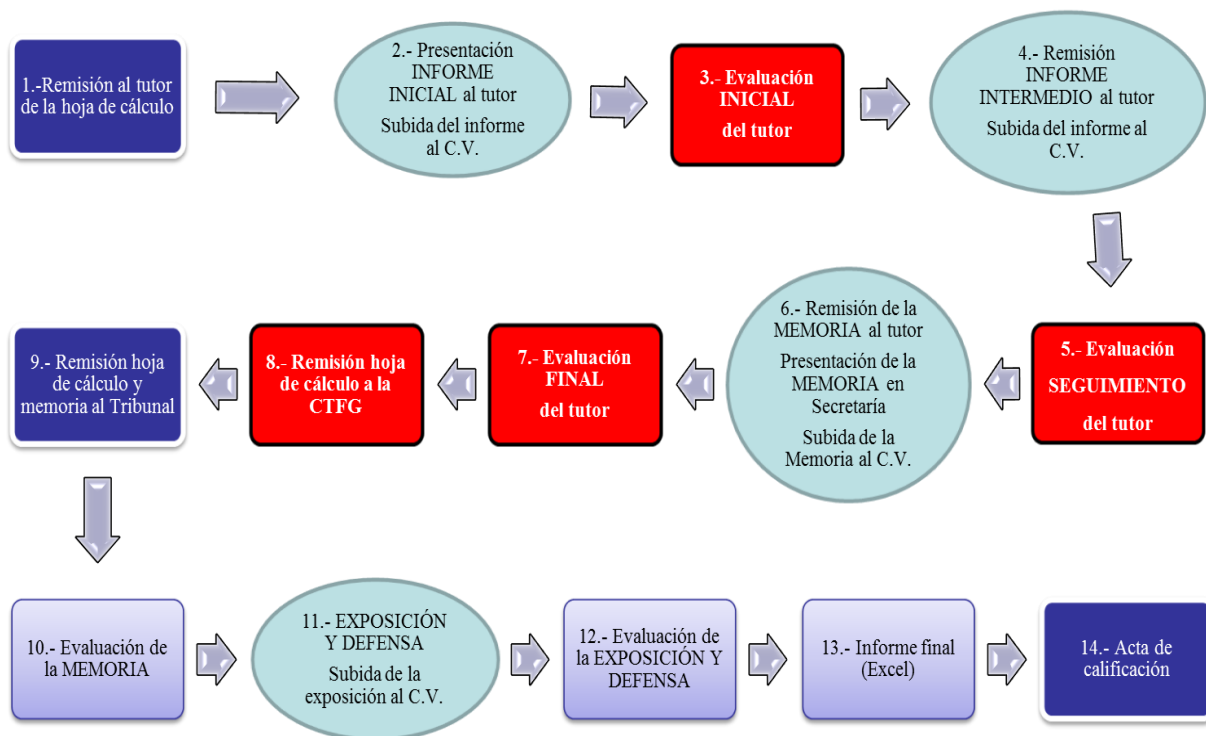 1.-Remisión al tutor
de la hoja de cálculo
2.- Presentación
INFORME
INICIAL al tutor
Subida del informe
al C.V.
3.- Evaluación
INICIAL
del tutor
4.- Remisión
INFORME
INTERMEDIO al tutor
Subida del informe al
C.V.
5.- Evaluación
SEGUIMIENTO
del tutor
6.- Remisión de la
MEMORIA al tutor
Presentación de la
MEMORIA en
Secretaría
Subida de la
Memoria al C.V.
7.- Evaluación
FINAL
del tutor
8.- Remisión hoja
de cálculo a la
CTFG
9.- Remisión hoja
de cálculo y
memoria al Tribunal
10.- Evaluación de
la MEMORIA
11.- EXPOSICIÓN
Y DEFENSA
Subida de la
exposición al C.V.
12.- Evaluación de
la EXPOSICIÓN Y
DEFENSA
13.- Informe final
(Excel)
14.- Acta de
calificación